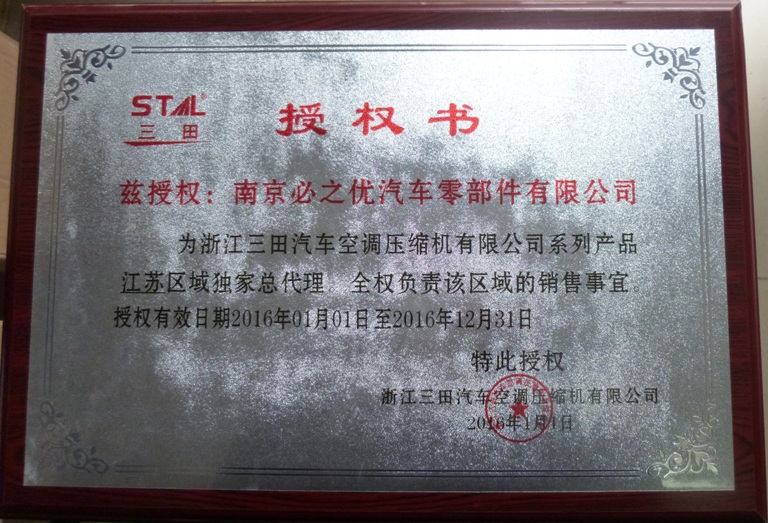 STAL®
三田
授权书
兹授权：南京必之优汽车零部件有限公司
为浙江三田汽车空调压缩机有限公司系列产品
江苏区域独家总代理，全权负责该区域的销售事宜。
授权有效日期2016年01月01日至2016年12月31日
特此授权
浙江三田汽车空调压缩机有限公司
2016年1月1日